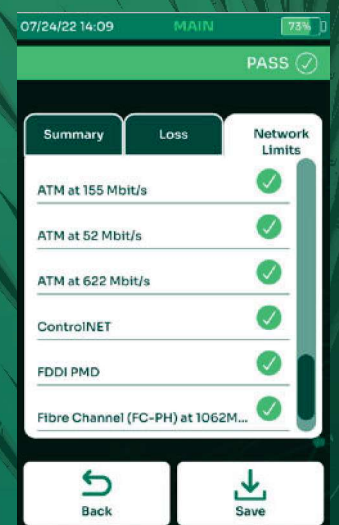 07/24/22 14:09 MAIN 73%
PASS
Summary Loss Network
Limits
ATM at 155 Mbit/s
ATM at 52 Mbit/s
ATM at 622 Mbit/s
ControlNET
FDDI PMD
Fibre Channel (FC-PH) at 1062M...
Back Save